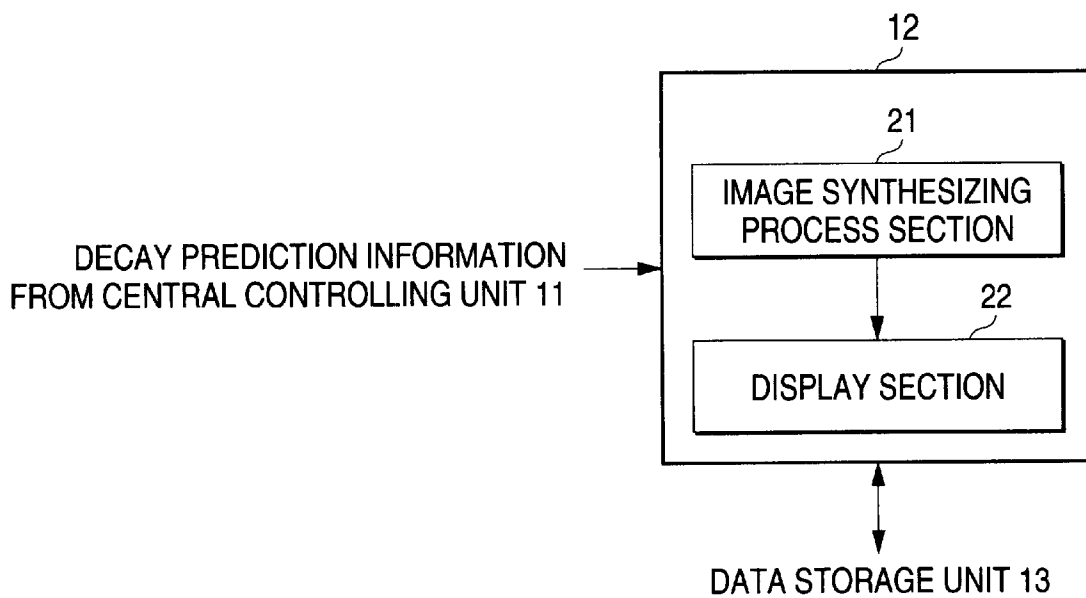 12
21
IMAGE SYNTHESIZING
PROCESS SECTION
DECAY PREDICTION INFORMATION
FROM CENTRAL CONTROLLING UNIT 11
22
DISPLAY SECTION
DATA STORAGE UNIT 13